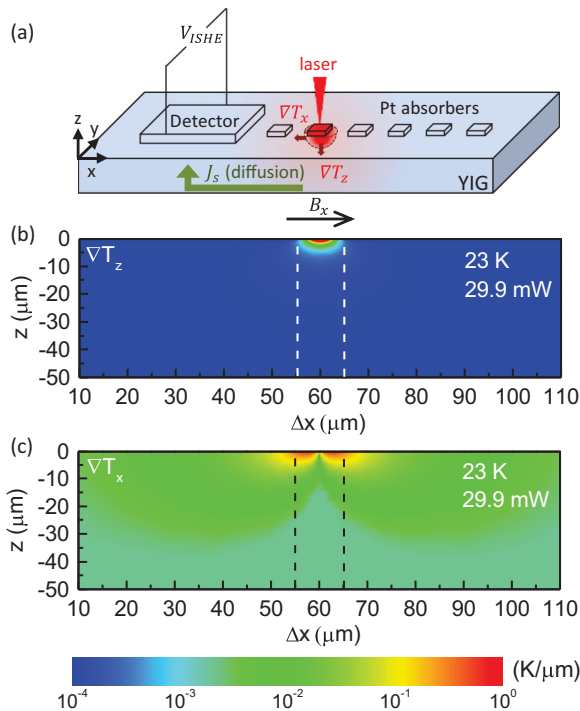 (a)
V_ISHE
laser
∇T_x
Pt absorbers
Detector
z
y
x
J_s (diffusion)
∇T_z
YIG
B_x
(b)
∇T_z
23 K
29.9 mW
0
-10
-20
-30
-40
-50
z (μm)
10 20 30 40 50 60 70 80 90 100 110
Δx (μm)
(c)
∇T_x
23 K
29.9 mW
0
-10
-20
-30
-40
-50
z (μm)
10 20 30 40 50 60 70 80 90 100 110
Δx (μm)
(K/μm)
10⁻⁴ 10⁻³ 10⁻² 10⁻¹ 10⁰